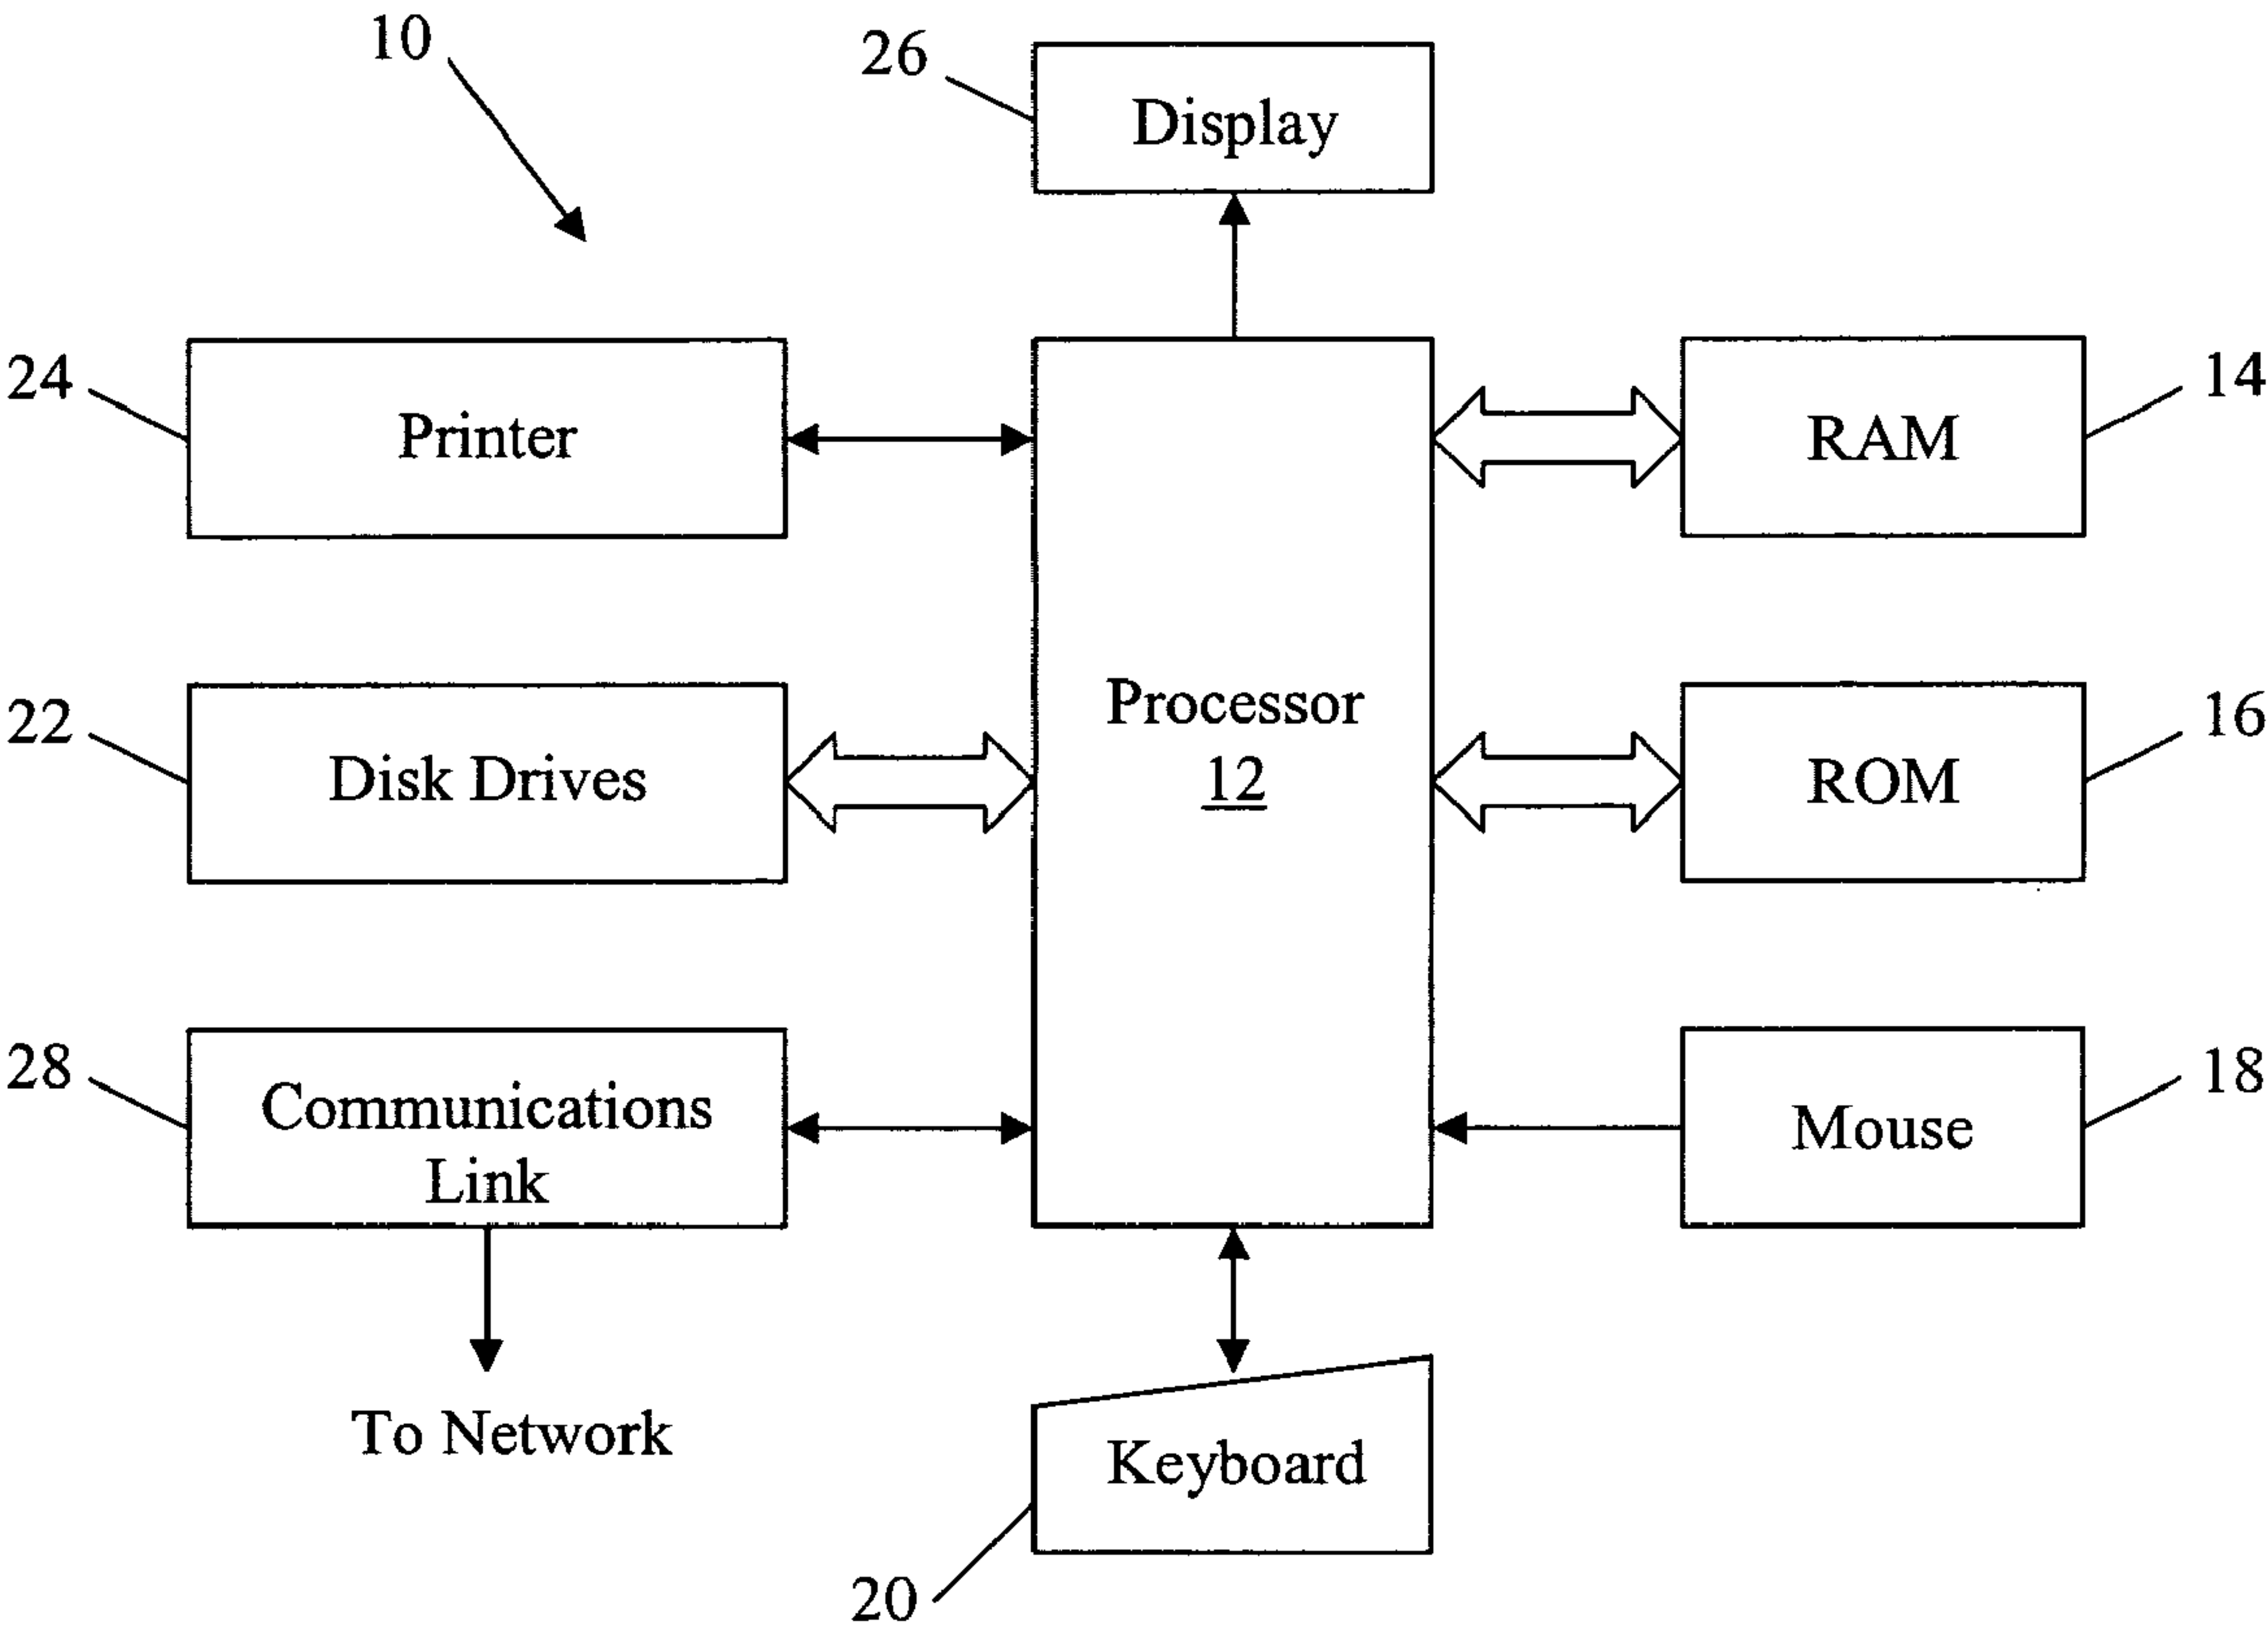 10
26
Display
24
Printer
RAM
14
22
Disk Drives
Processor
12
ROM
16
28
Communications
Link
Mouse
18
To Network
Keyboard
20